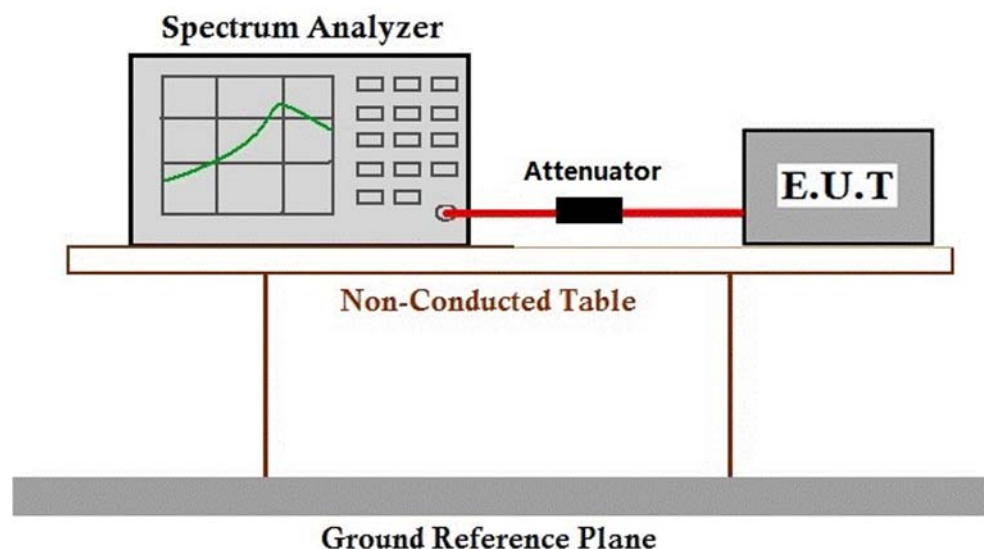 Spectrum Analyzer
Attenuator
E.U.T
Non-Conducted Table
Ground Reference Plane